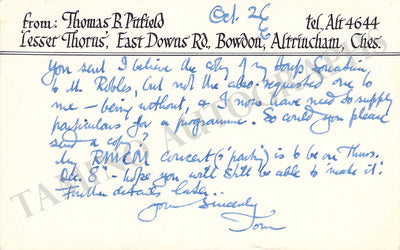 from: Thomas B. Pitfield
Oct. 26
tel. Alt 4644
'Lesser Thorns', East Downs Rd., Bowdon, Altrincham, Ches.
You sent I believe the copy of my Harp Sonatina
to the Robles, but not the also-requested one to
me – being without, & I now have need to supply
particulars for a programme. So could you please
send a copy?
My RMCM concert (& 'party') is to be on Thurs.
Dec. 8 – hope you will still be able to make it.
Further details later.
Yours Sincerely
Tom
TAMINO AUTOGRAPHS